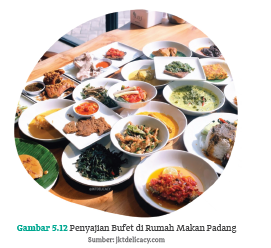 Gambar 5.12 Penyajian Bufet di Rumah Makan Padang
Sumber: jktdelicacy.com